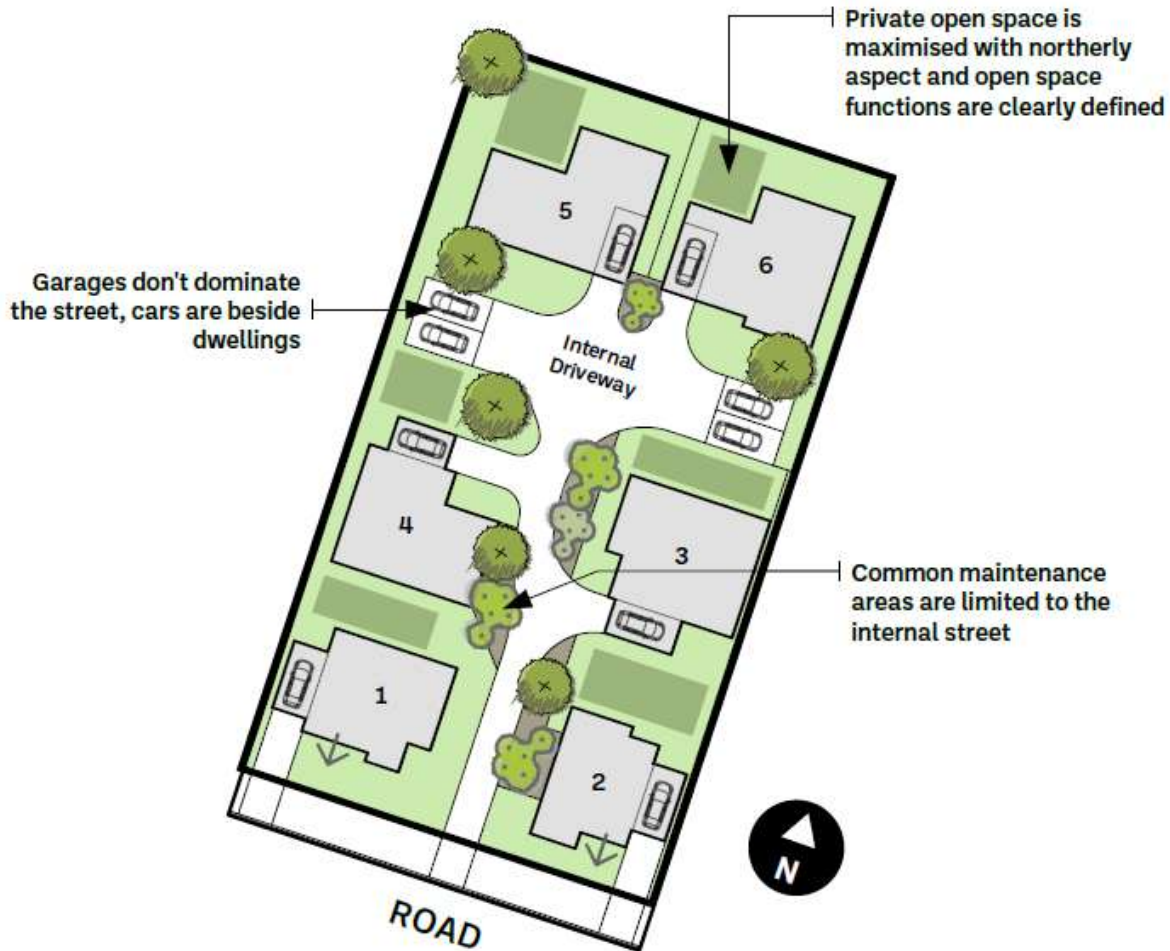 Private open space is
maximised with northerly
aspect and open space
functions are clearly defined
5
6
Garages don't dominate
the street, cars are beside
dwellings
Internal
Driveway
4
3
Common maintenance
areas are limited to the
internal street
1
2
N
ROAD